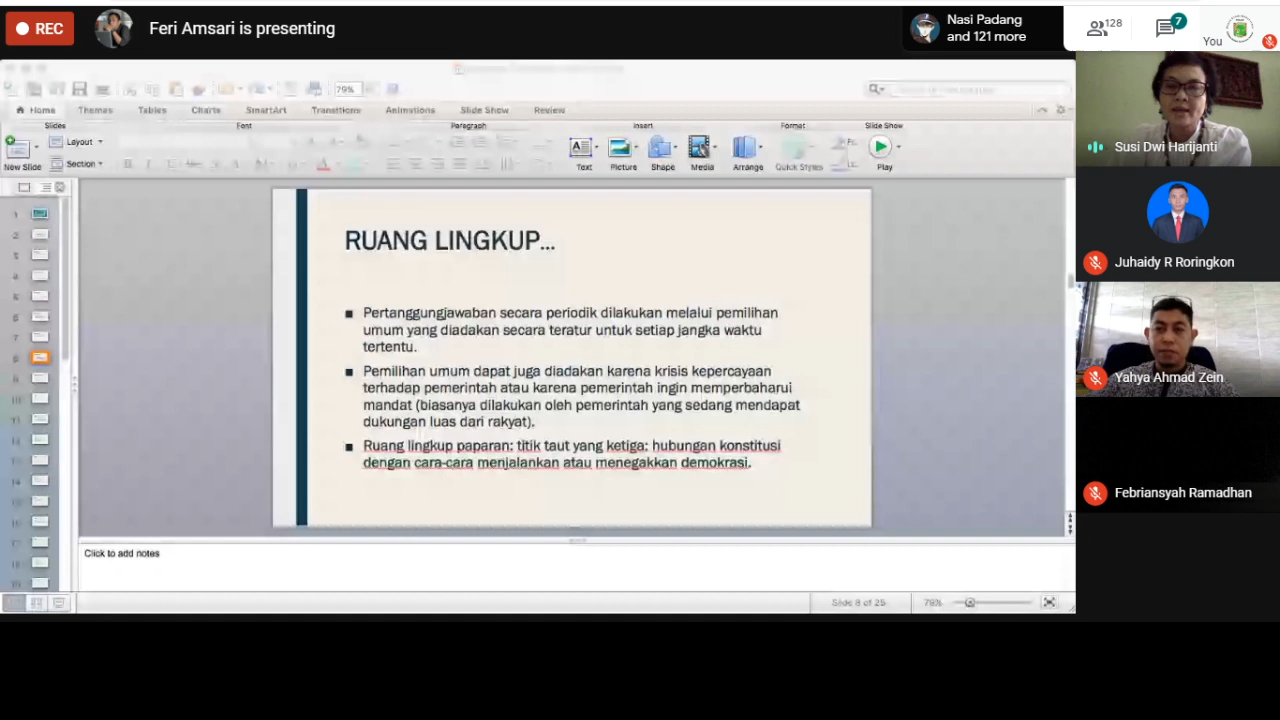 REC
Feri Amsari is presenting
Nasi Padang
and 121 more
128
7
You
79%
Home
Themes
Tables
Charts
SmartArt
Transitions
Animations
Slide Show
Review
Slides
Font
Paragraph
Insert
Format
Slide Show
New Slide
Layout
Section
Text
Picture
Shape
Media
Arrange
Quick Styles
Play
RUANG LINGKUP...
Pertanggungjawaban secara periodik dilakukan melalui pemilihan
umum yang diadakan secara teratur untuk setiap jangka waktu
tertentu.
Pemilihan umum dapat juga diadakan karena krisis kepercayaan
terhadap pemerintah atau karena pemerintah ingin memperbaharui
mandat (biasanya dilakukan oleh pemerintah yang sedang mendapat
dukungan luas dari rakyat).
Ruang lingkup paparan: titik taut yang ketiga: hubungan konstitusi
dengan cara-cara menjalankan atau menegakkan demokrasi.
Click to add notes
Slide 8 of 25
79%
Susi Dwi Harijanti
Juhaidy R Roringkon
Yahya Ahmad Zein
Febriansyah Ramadhan